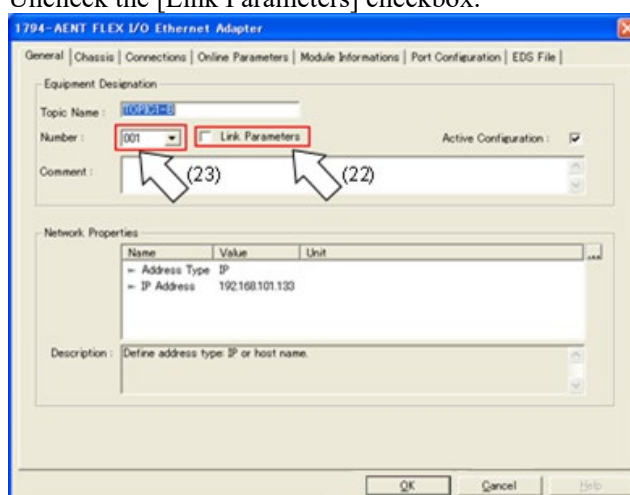 Uncheck the [Link Parameters] checkbox.
1794-AENT FLEX I/O Ethernet Adapter
General | Chassis | Connections | Online Parameters | Module Informations | Port Configuration | EDS File |
Equipment Designation
Topic Name :
Number : 001 Link Parameters Active Configuration :
(23) (22)
Comment :
Network Properties
Name Value Unit
Address Type IP
IP Address 192.168.101.133
...
Description : Define address type: IP or host name.
OK Cancel Help